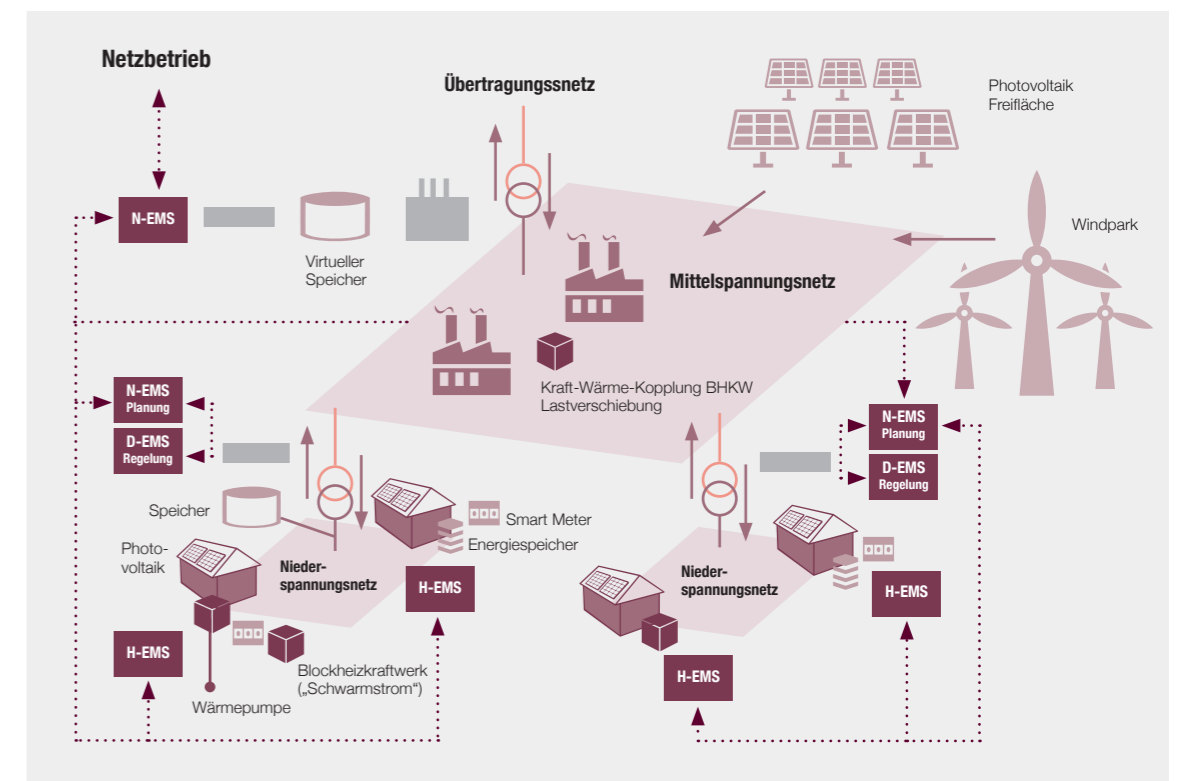 Netzbetrieb
Übertragungssnetz
Photovoltaik
Freifläche
N-EMS
Virtueller
Speicher
Windpark
Mittelspannungsnetz
Kraft-Wärme-Kopplung BHKW
Lastverschiebung
N-EMS
Planung
D-EMS
Regelung
N-EMS
Planung
D-EMS
Regelung
Speicher
Smart Meter
Energiespeicher
Photo-
voltaik
Nieder-
spannungsnetz
H-EMS
Nieder-
spannungsnetz
H-EMS
H-EMS
Blockheizkraftwerk
(„Schwarmstrom“)
Wärmepumpe
H-EMS